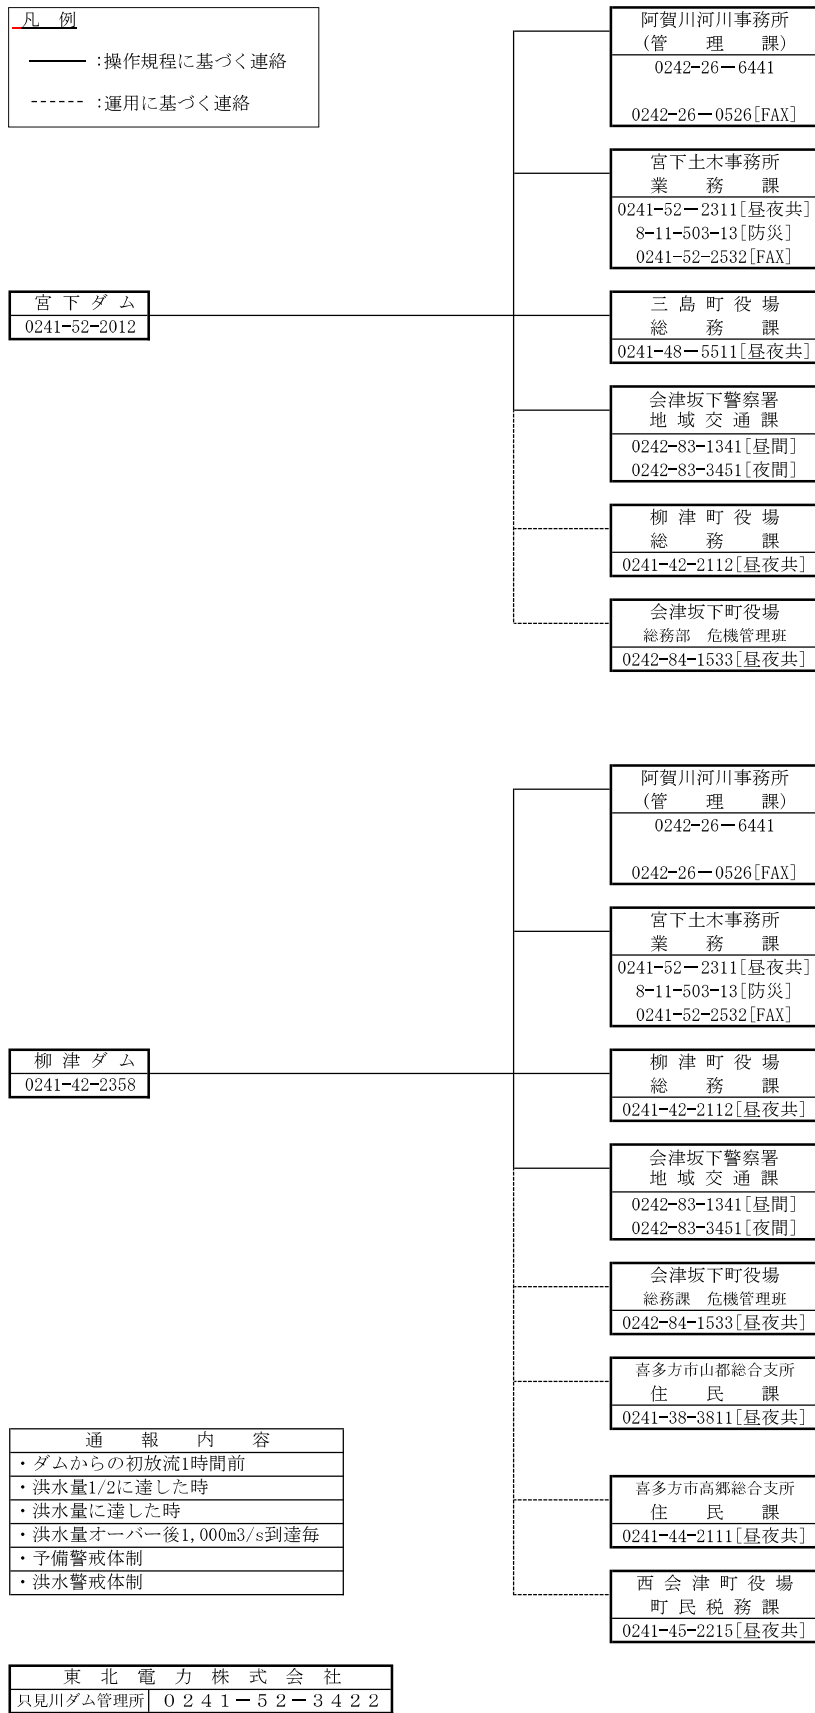 凡　例
:操作規程に基づく連絡
:運用に基づく連絡
阿賀川河川事務所
(管　理　課)
0242-26-6441
0242-26-0526[FAX]
宮下土木事務所
業　務　課
0241-52-2311[昼夜共]
8-11-503-13[防災]
0241-52-2532[FAX]
宮下ダム
0241-52-2012
三島町役場
総　務　課
0241-48-5511[昼夜共]
会津坂下警察署
地域交通課
0242-83-1341[昼間]
0242-83-3451[夜間]
柳津町役場
総　務　課
0241-42-2112[昼夜共]
会津坂下町役場
総務部　危機管理班
0242-84-1533[昼夜共]
阿賀川河川事務所
(管　理　課)
0242-26-6441
0242-26-0526[FAX]
宮下土木事務所
業　務　課
0241-52-2311[昼夜共]
8-11-503-13[防災]
0241-52-2532[FAX]
柳津ダム
0241-42-2358
柳津町役場
総　務　課
0241-42-2112[昼夜共]
会津坂下警察署
地域交通課
0242-83-1341[昼間]
0242-83-3451[夜間]
会津坂下町役場
総務課　危機管理班
0242-84-1533[昼夜共]
喜多方市山都総合支所
住　民　課
0241-38-3811[昼夜共]
喜多方市高郷総合支所
住　民　課
0241-44-2111[昼夜共]
西会津町役場
町民税務課
0241-45-2215[昼夜共]
通　報　内　容
・ダムからの初放流1時間前
・洪水量1/2に達した時
・洪水量に達した時
・洪水量オーバー後1,000m3/s到達毎
・予備警戒体制
・洪水警戒体制
東北電力株式会社
只見川ダム管理所　０２４１－５２－３４２２